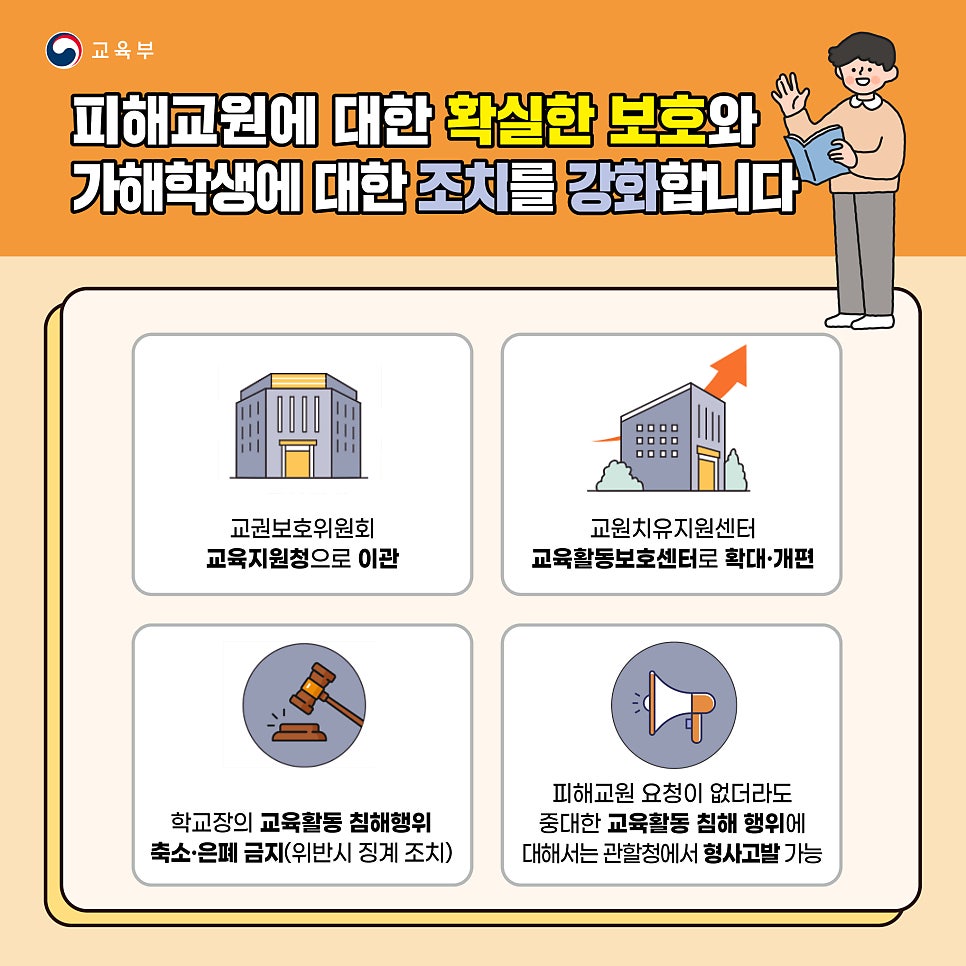 교육부
피해교원에 대한 확실한 보호와
가해학생에 대한 조치를 강화합니다
교권보호위원회
교육지원청으로 이관
교원치유지원센터
교육활동보호센터로 확대·개편
학교장의 교육활동 침해행위
축소·은폐 금지(위반시 징계 조치)
피해교원 요청이 없더라도
중대한 교육활동 침해 행위에
대해서는 관할청에서 형사고발 가능